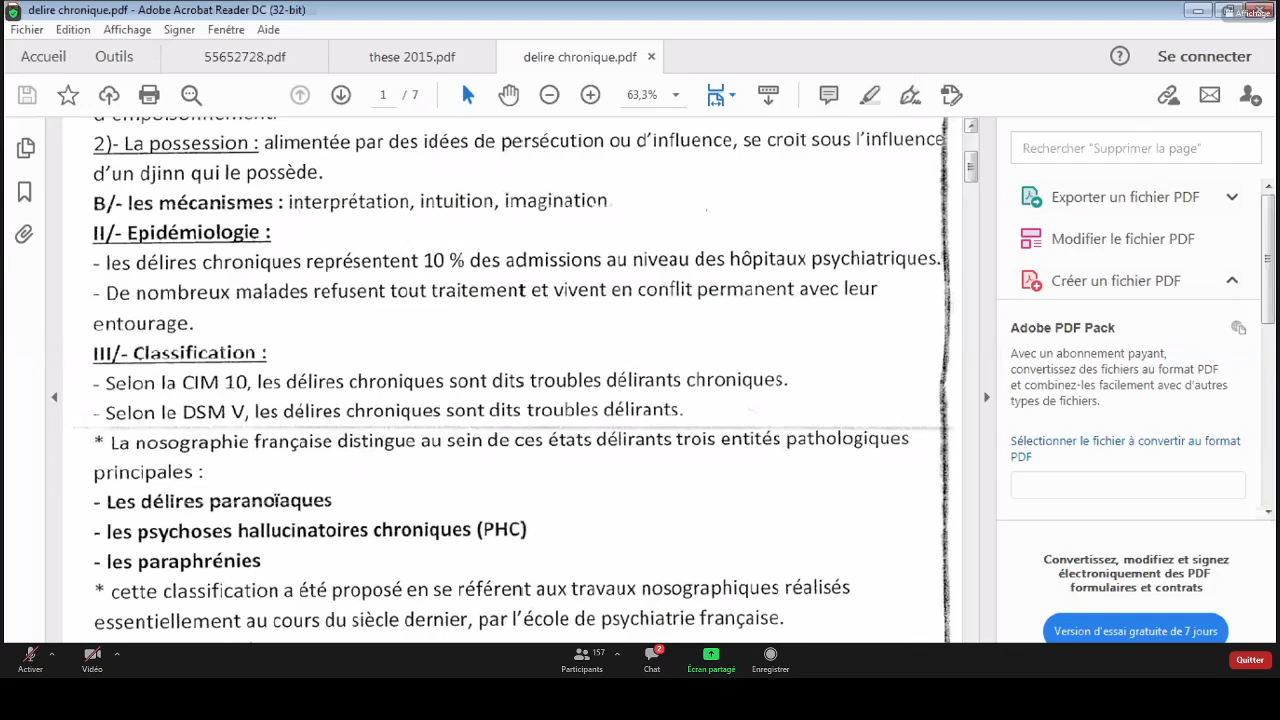 delire chronique.pdf - Adobe Acrobat Reader DC (32-bit)
Affichage
Fichier Edition Affichage Signer Fenêtre Aide
Accueil Outils 55652728.pdf these 2015.pdf delire chronique.pdf × Se connecter
1 / 7 63,3%
d'empoisonnement.
2)- La possession : alimentée par des idées de persécution ou d'influence, se croit sous l'influence
d'un djinn qui le possède.
B/- les mécanismes : interprétation, intuition, imagination
II/- Epidémiologie :
- les délires chroniques représentent 10 % des admissions au niveau des hôpitaux psychiatriques.
- De nombreux malades refusent tout traitement et vivent en conflit permanent avec leur
entourage.
III/- Classification :
- Selon la CIM 10, les délires chroniques sont dits troubles délirants chroniques.
- Selon le DSM V, les délires chroniques sont dits troubles délirants.
* La nosographie française distingue au sein de ces états délirants trois entités pathologiques
principales :
- Les délires paranoïaques
- les psychoses hallucinatoires chroniques (PHC)
- les paraphrénies
* cette classification a été proposé en se référent aux travaux nosographiques réalisés
essentiellement au cours du siècle dernier, par l'école de psychiatrie française.
Rechercher "Supprimer la page"
Exporter un fichier PDF
Modifier le fichier PDF
Créer un fichier PDF
Adobe PDF Pack
Avec un abonnement payant,
convertissez des fichiers au format PDF
et combinez-les facilement avec d'autres
types de fichiers.
Sélectionner le fichier à convertir au format
PDF
Convertissez, modifiez et signez
électroniquement des PDF
formulaires et contrats
Version d'essai gratuite de 7 jours
Activer Vidéo 157 Participants 2 Chat Écran partagé Enregistrer Quitter